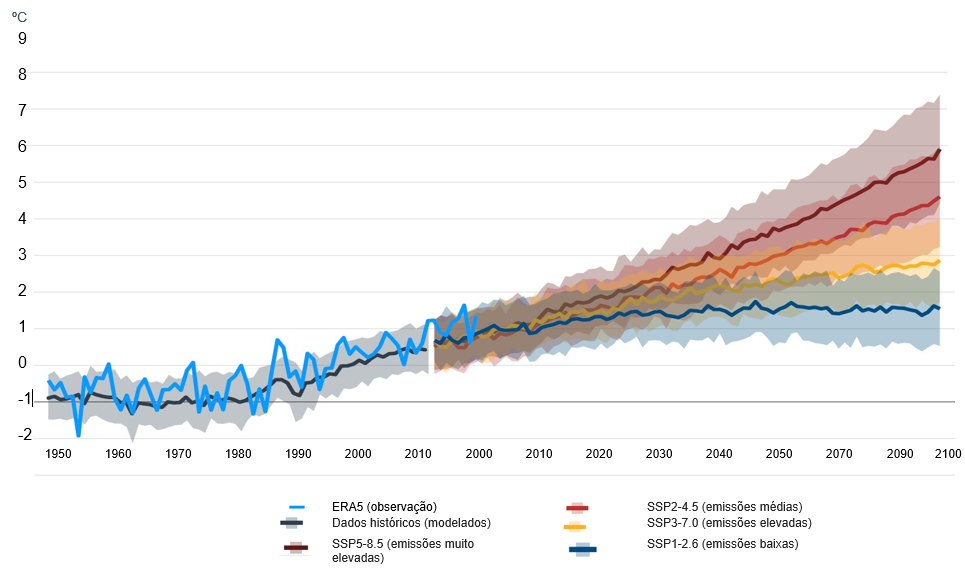 ºC
9
8
7
6
5
4
3
2
1
0
-1
-2
1950 1960 1970 1980 1990 2000 2010 2000 2010 2020 2030 2040 2050 2070 2090 2100
ERA5 (observação)
Dados históricos (modelados)
SSP5-8.5 (emissões muito
elevadas)
SSP2-4.5 (emissões médias)
SSP3-7.0 (emissões elevadas)
SSP1-2.6 (emissões baixas)